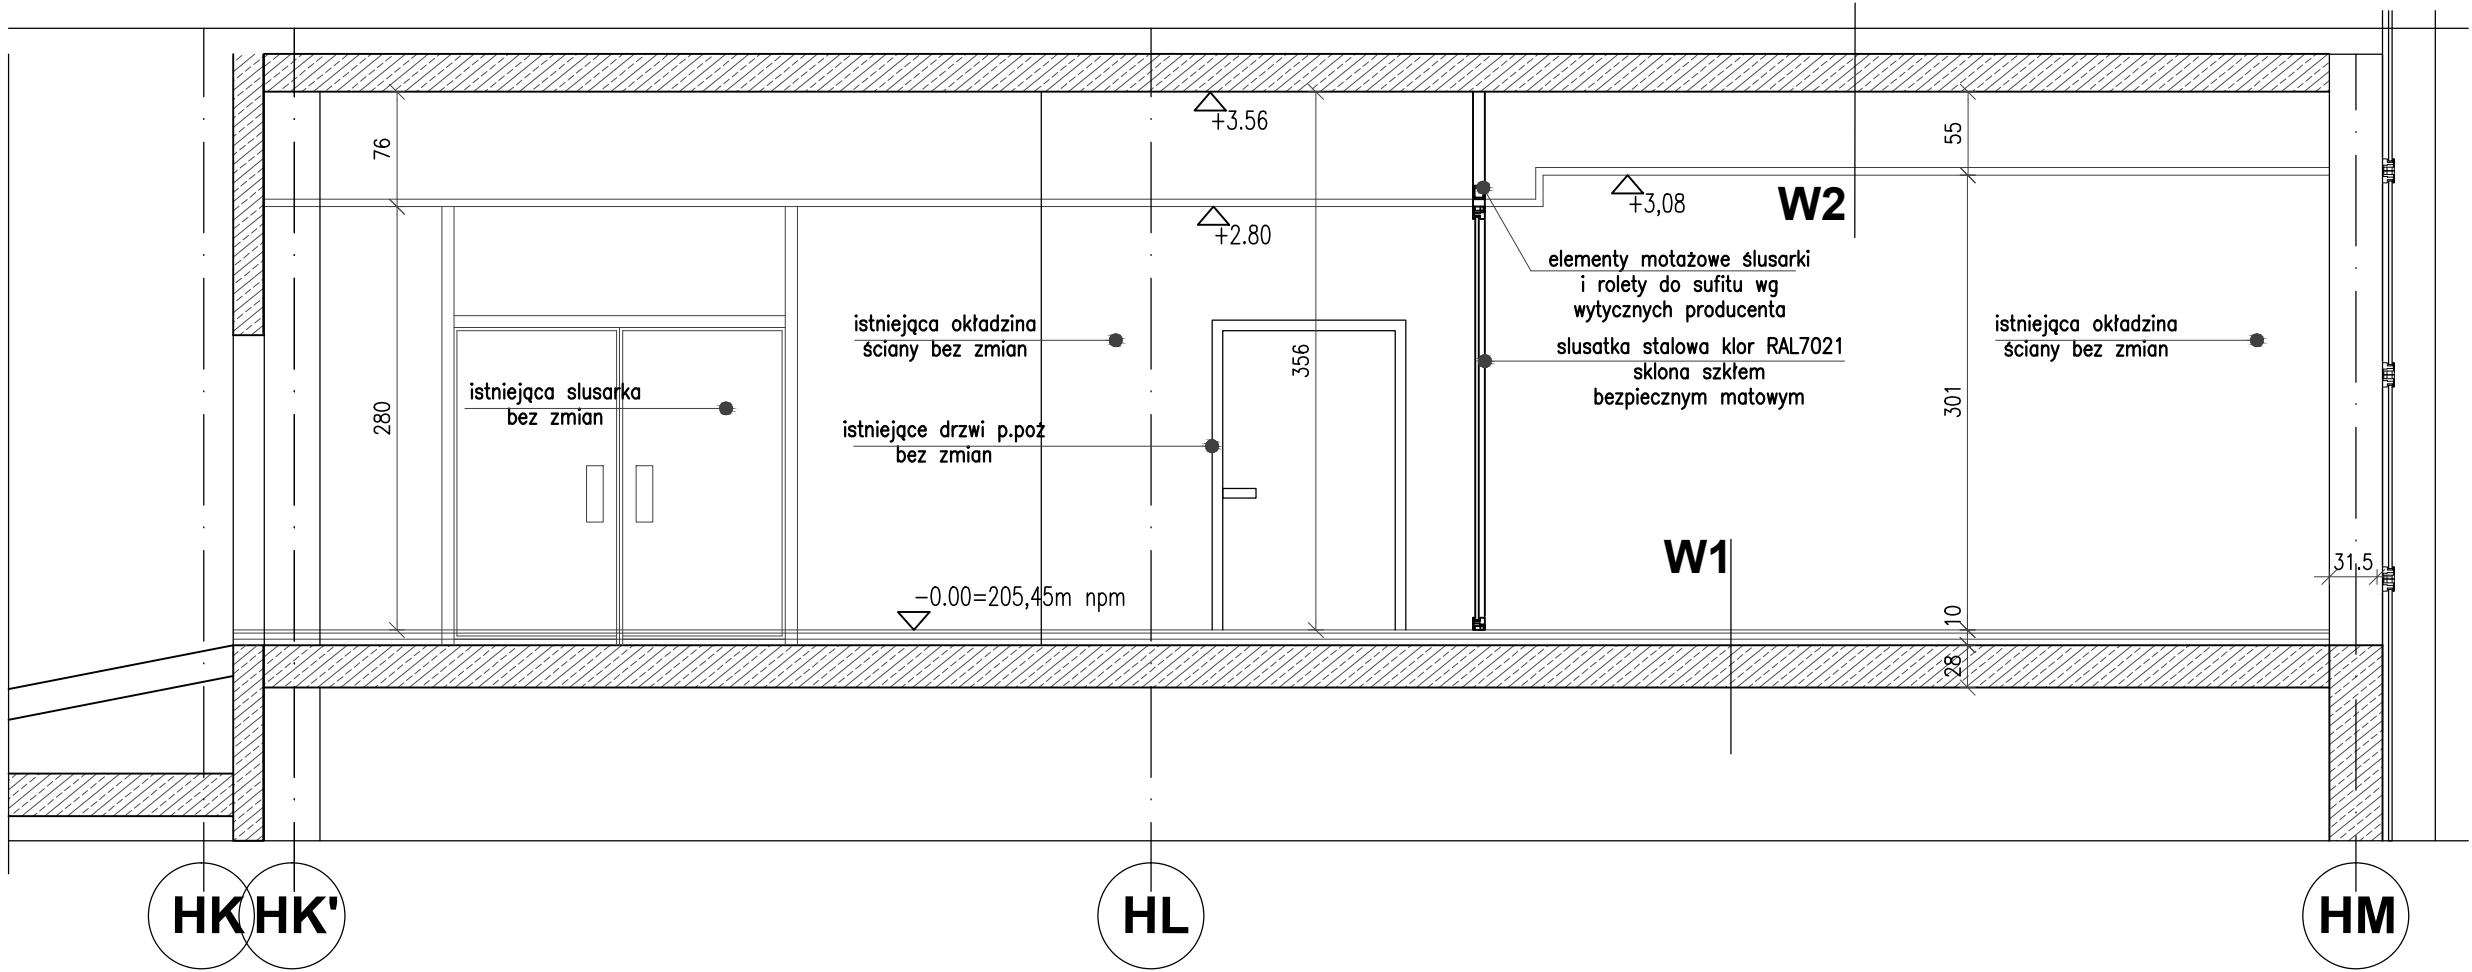 76
+3.56
55
+3,08
W2
+2.80
elementy motażowe ślusarki
i rolety do sufitu wg
wytycznych producenta
istniejąca okładzina
ściany bez zmian
356
slusatka stalowa klor RAL7021
sklona szkłem
bezpiecznym matowym
istniejąca okładzina
ściany bez zmian
istniejąca slusarka
bez zmian
280
istniejące drzwi p.poż
bez zmian
301
W1
31.5
-0.00=205,45m npm
10
28
HK
HK'
HL
HM